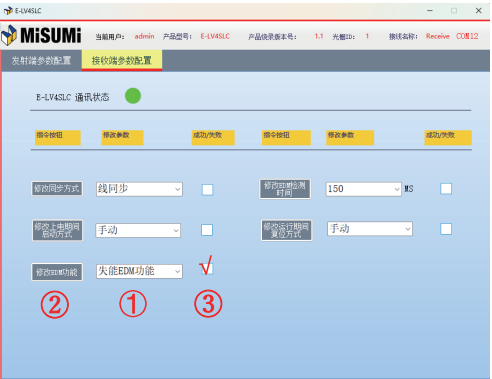 E-LV4SLC
MiSUMi 当前用户： admin 产品型号： E-LV4SLC 产品烧录版本号： 1.1 光栅ID： 1 接线名称： Receive COM12
发射端参数配置 接收端参数配置
E-LV4SLC 通讯状态
指令按钮 修改参数 成功/失败 指令按钮 修改参数 成功/失败
修改同步方式 线同步 修改EDM检测时间 150 MS
修改上电期间启动方式 手动 修改运行期间复位方式 手动
修改EDM功能 失能EDM功能 √
② ① ③